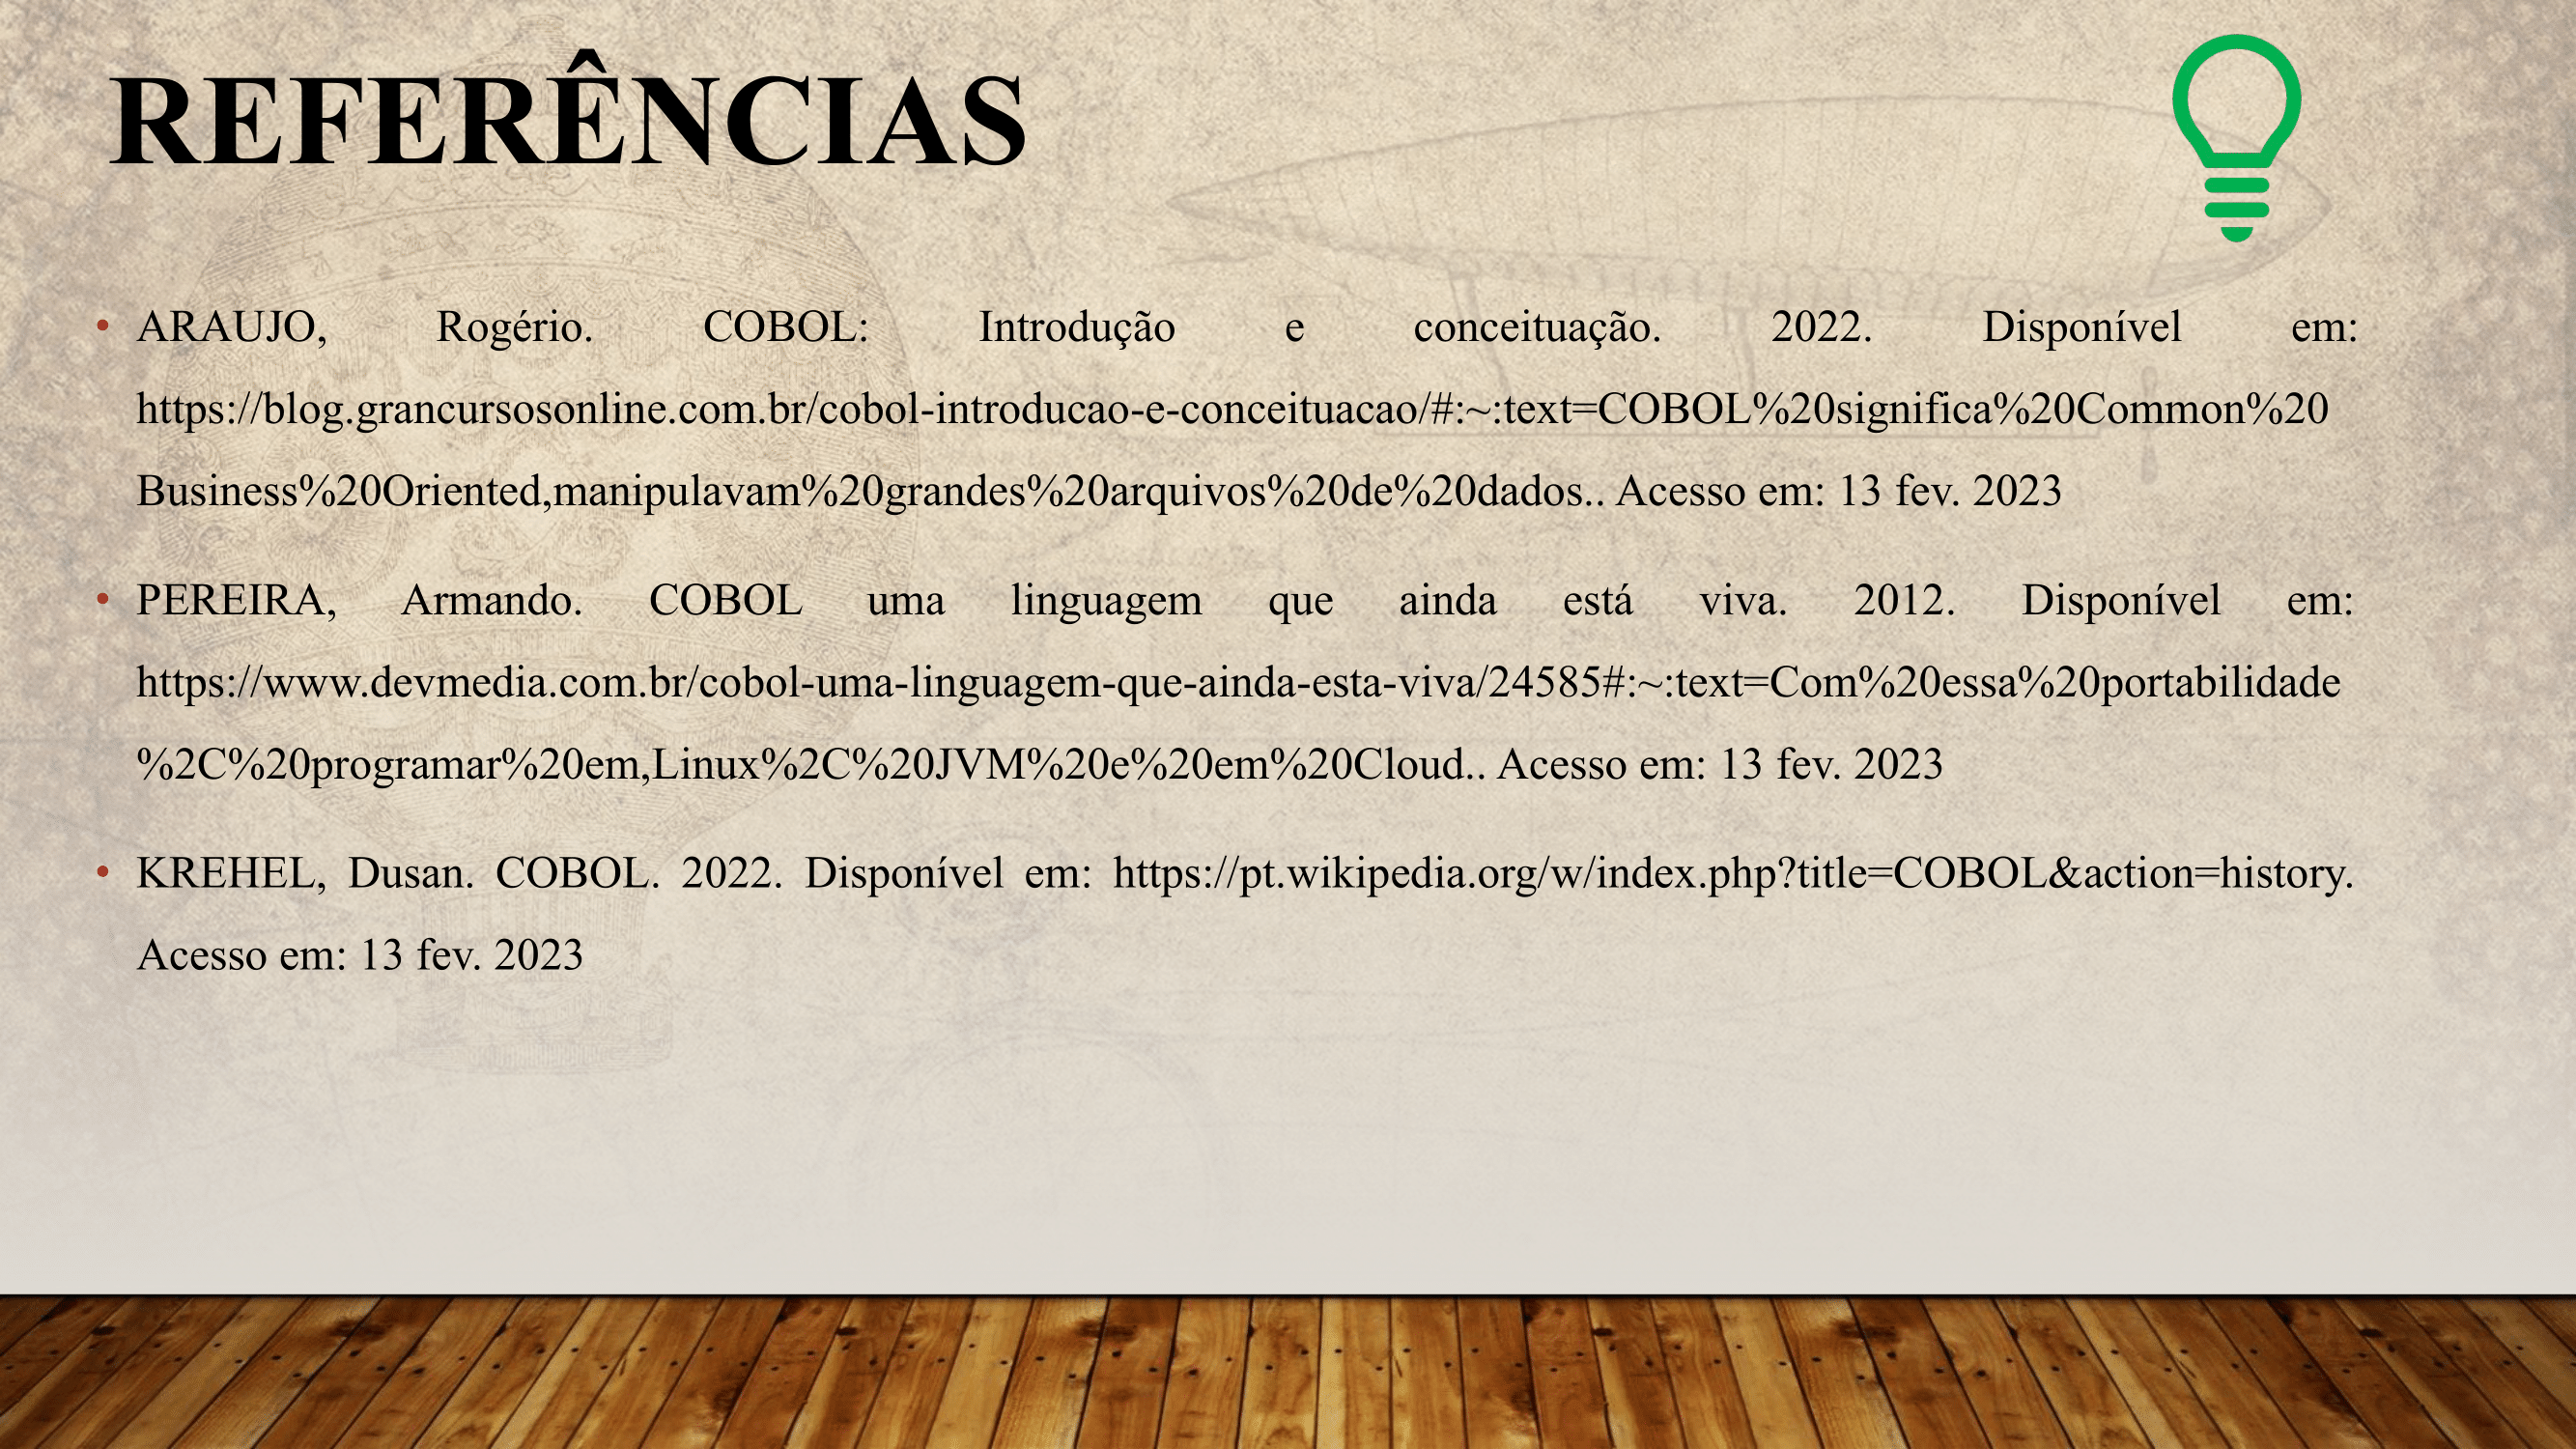 REFERÊNCIAS
• ARAUJO, Rogério. COBOL: Introdução e conceituação. 2022. Disponível em:
https://blog.grancursosonline.com.br/cobol-introducao-e-conceituacao/#:~:text=COBOL%20significa%20Common%20
Business%20Oriented,manipulavam%20grandes%20arquivos%20de%20dados.. Acesso em: 13 fev. 2023
• PEREIRA, Armando. COBOL uma linguagem que ainda está viva. 2012. Disponível em:
https://www.devmedia.com.br/cobol-uma-linguagem-que-ainda-esta-viva/24585#:~:text=Com%20essa%20portabilidade
%2C%20programar%20em,Linux%2C%20JVM%20e%20em%20Cloud.. Acesso em: 13 fev. 2023
• KREHEL, Dusan. COBOL. 2022. Disponível em: https://pt.wikipedia.org/w/index.php?title=COBOL&action=history.
Acesso em: 13 fev. 2023